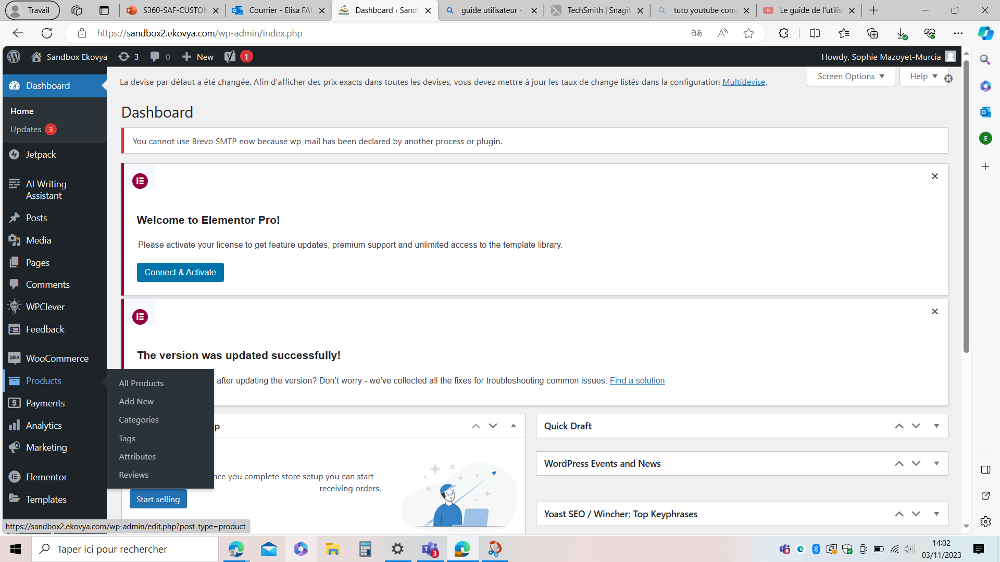 Travail
S360-SAF-CUSTOM
Courrier - Elisa FAU
Dashboard ‹ Sandb
guide utilisateur -
TechSmith | Snagit
tuto youtube com
Le guide de l'utilis
https://sandbox2.ekovya.com/wp-admin/index.php
Sandbox Ekovya
3
0
New
1
Howdy, Sophie Mazoyet-Murcia
Dashboard
Home
Updates 3
Jetpack
AI Writing
Assistant
Posts
Media
Pages
Comments
WPClever
Feedback
WooCommerce
Products
Payments
Analytics
Marketing
Elementor
Templates
All Products
Add New
Categories
Tags
Attributes
Reviews
La devise par défaut a été changée. Afin d'afficher des prix exacts dans toutes les devises, vous devez mettre à jour les taux de change listés dans la configuration Multidevise.
Screen Options
Help
Dashboard
You cannot use Brevo SMTP now because wp_mail has been declared by another process or plugin.
Welcome to Elementor Pro!
Please activate your license to get feature updates, premium support and unlimited access to the template library.
Connect & Activate
The version was updated successfully!
after updating the version? Don't worry - we've collected all the fixes for troubleshooting common issues. Find a solution
p
nce you complete store setup you can start
receiving orders.
Start selling
Quick Draft
WordPress Events and News
Yoast SEO / Wincher: Top Keyphrases
https://sandbox2.ekovya.com/wp-admin/edit.php?post_type=product
Taper ici pour rechercher
3
14:02
03/11/2023
E